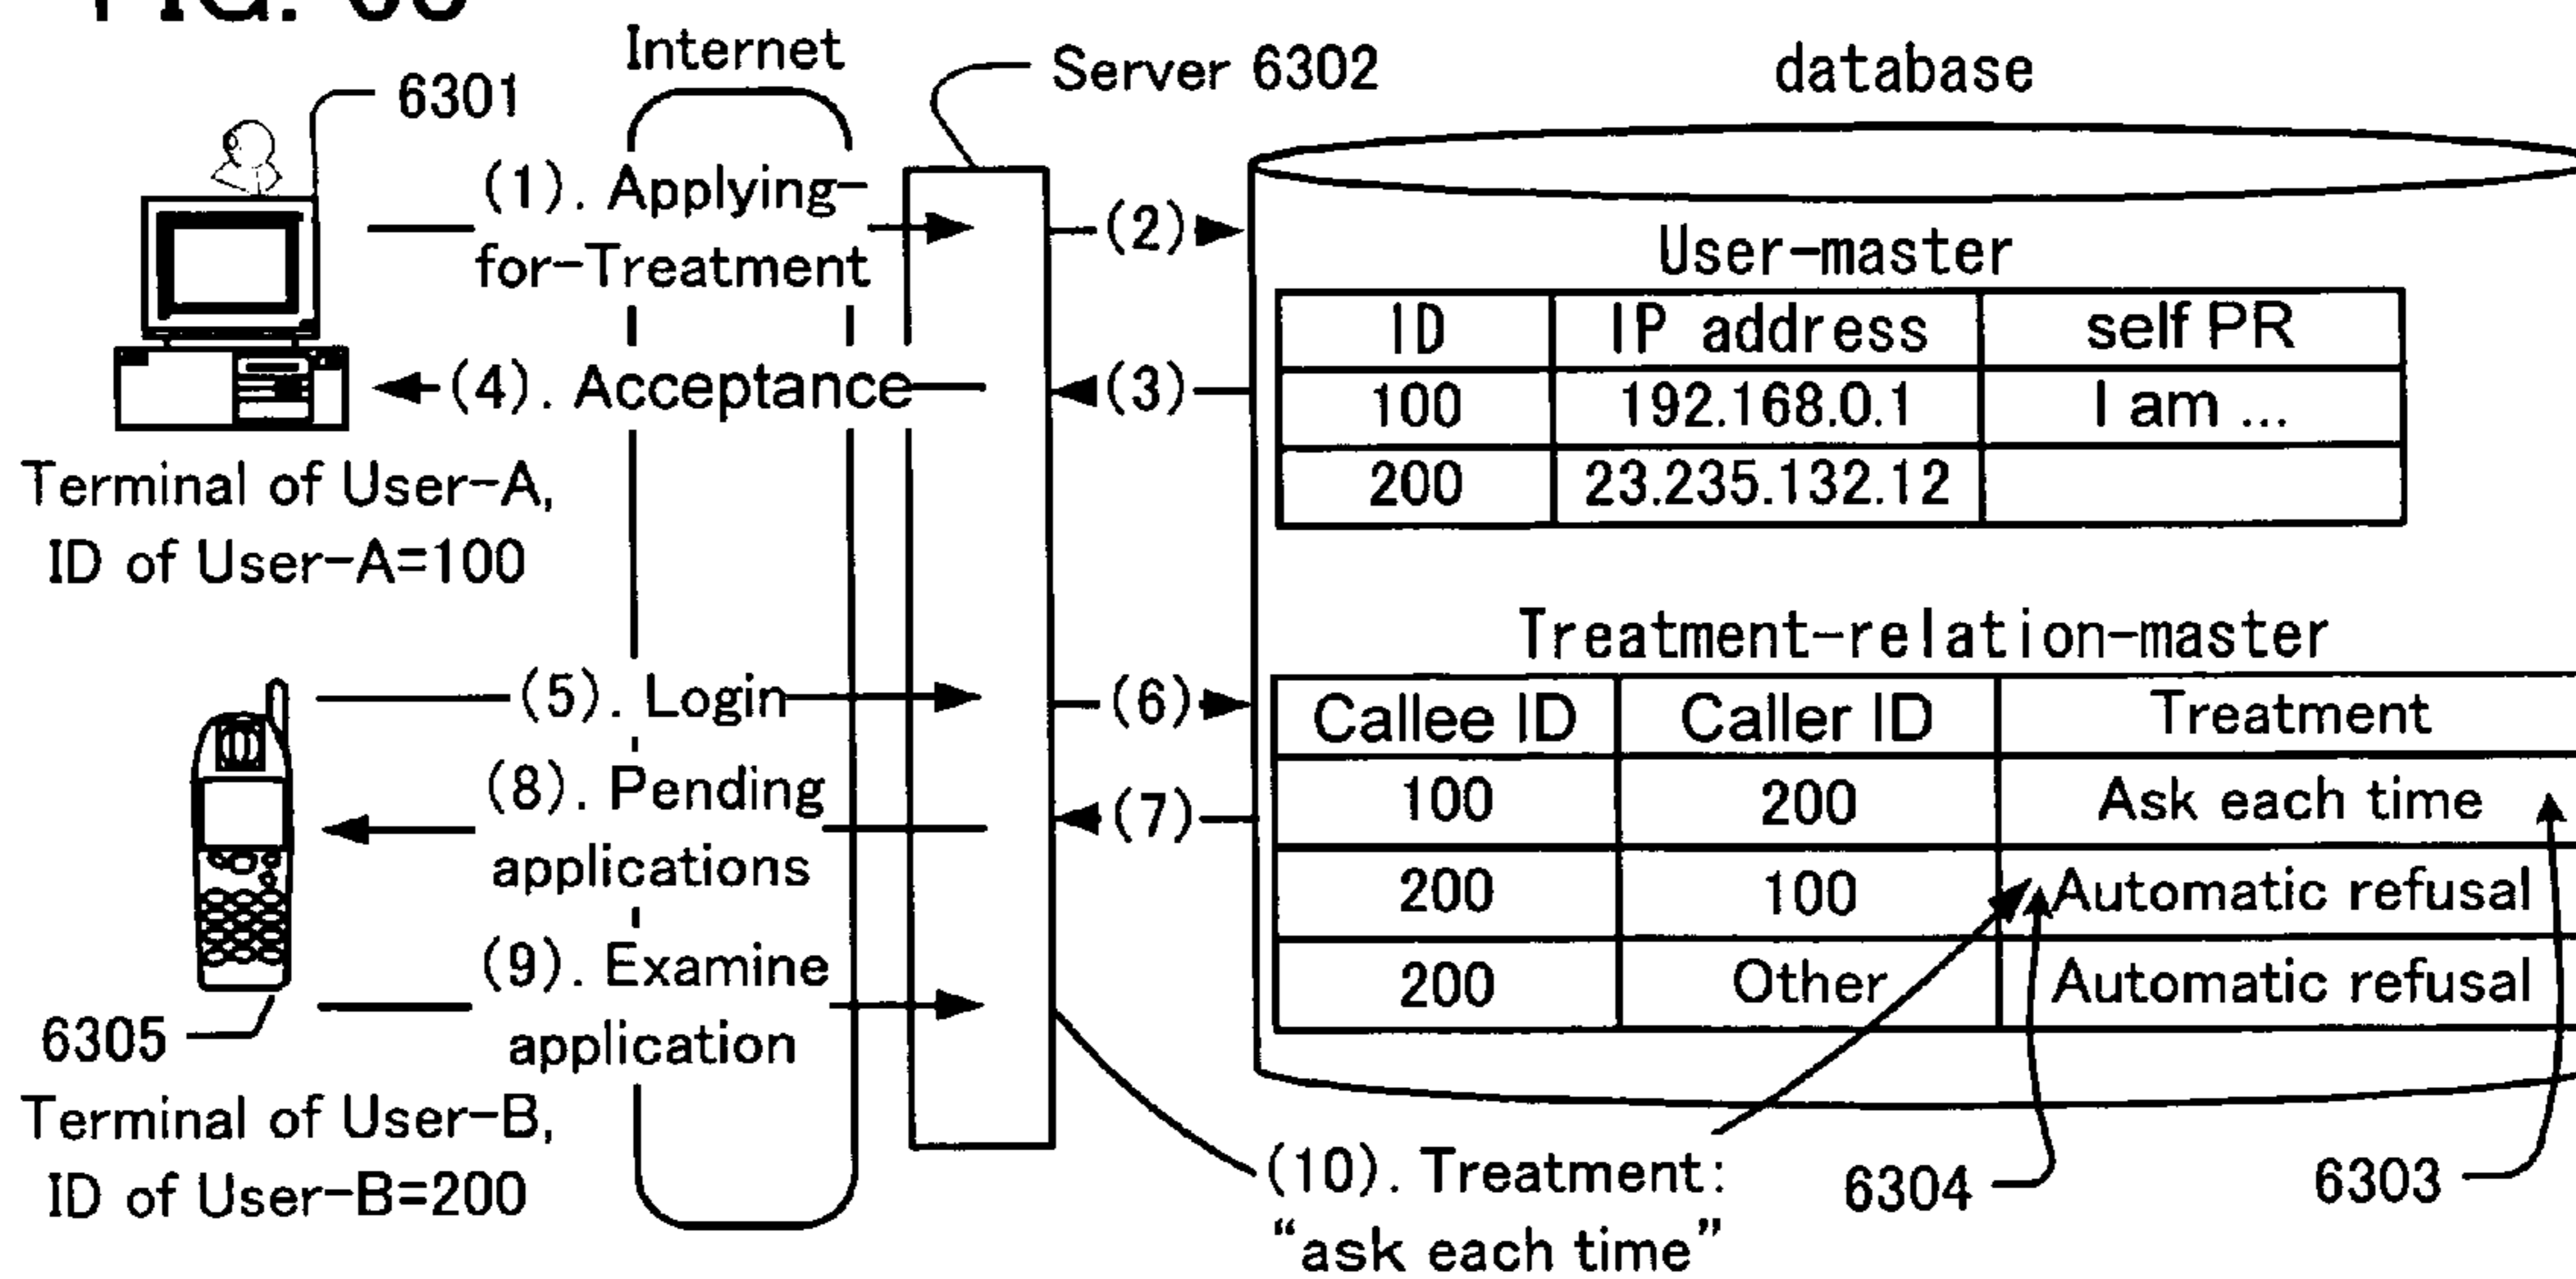 Internet
Server 6302
database
6301
(1). Applying-
for-Treatment
(2)
User-master
ID IP address self PR
100 192.168.0.1 I am ...
200 23.235.132.12
(4). Acceptance
(3)
Terminal of User-A,
ID of User-A=100
Treatment-relation-master
Callee ID Caller ID Treatment
100 200 Ask each time
200 100 Automatic refusal
200 Other Automatic refusal
(5). Login
(6)
(8). Pending
applications
(7)
(9). Examine
application
6305
Terminal of User-B,
ID of User-B=200
(10). Treatment:
“ask each time”
6304
6303